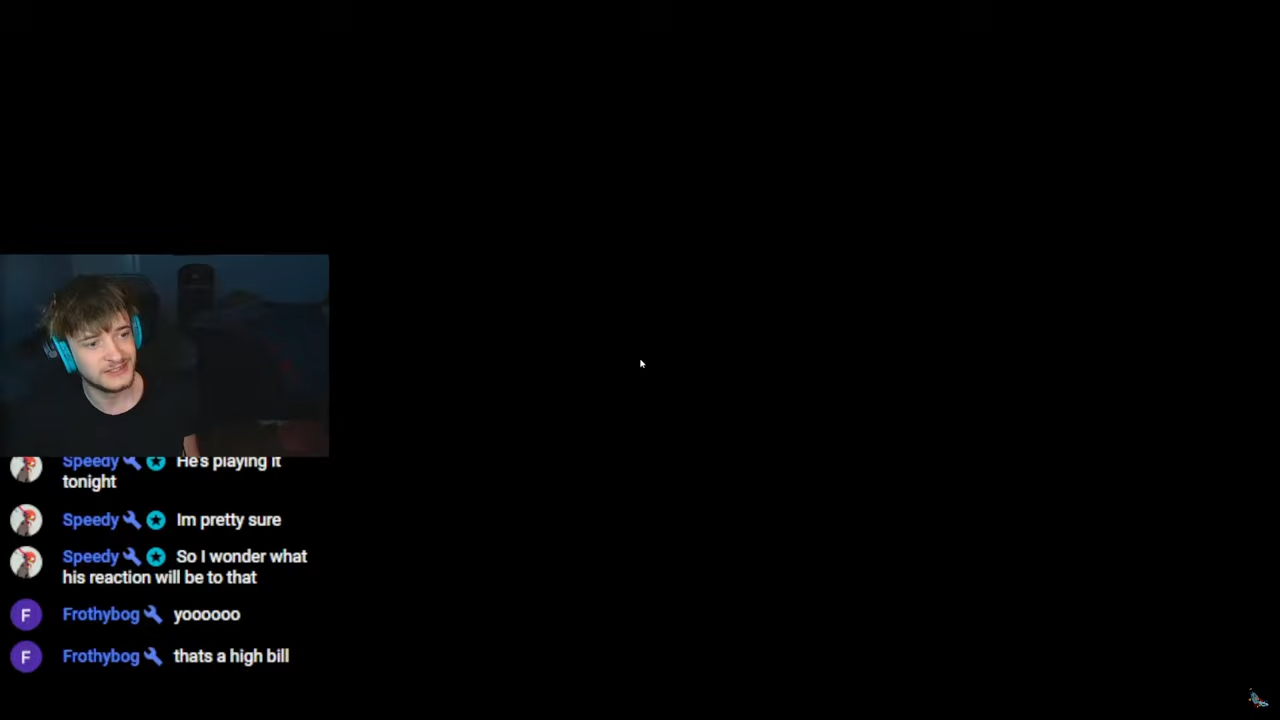 Speedy He's playing it
tonight
Speedy Im pretty sure
Speedy So I wonder what
his reaction will be to that
F Frothybog yoooooo
F Frothybog thats a high bill